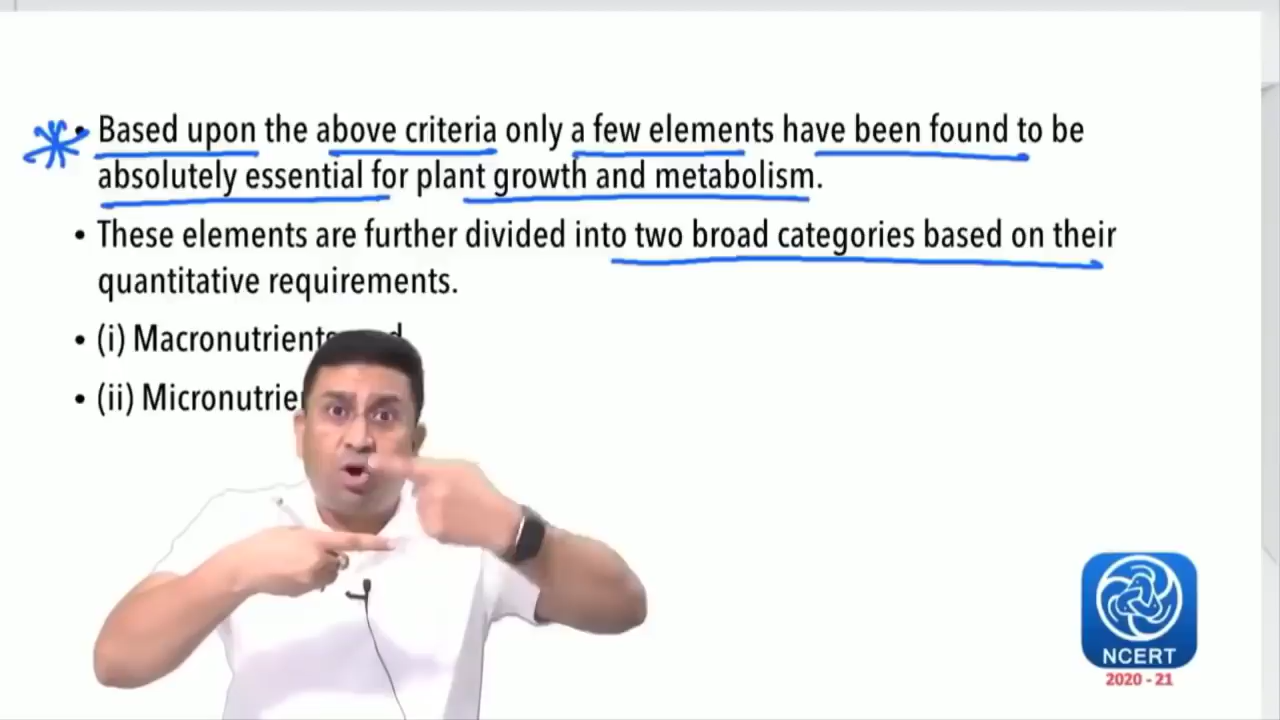 • Based upon the above criteria only a few elements have been found to be
absolutely essential for plant growth and metabolism.
• These elements are further divided into two broad categories based on their
quantitative requirements.
• (i) Macronutrients
• (ii)
NCERT
2020 - 21